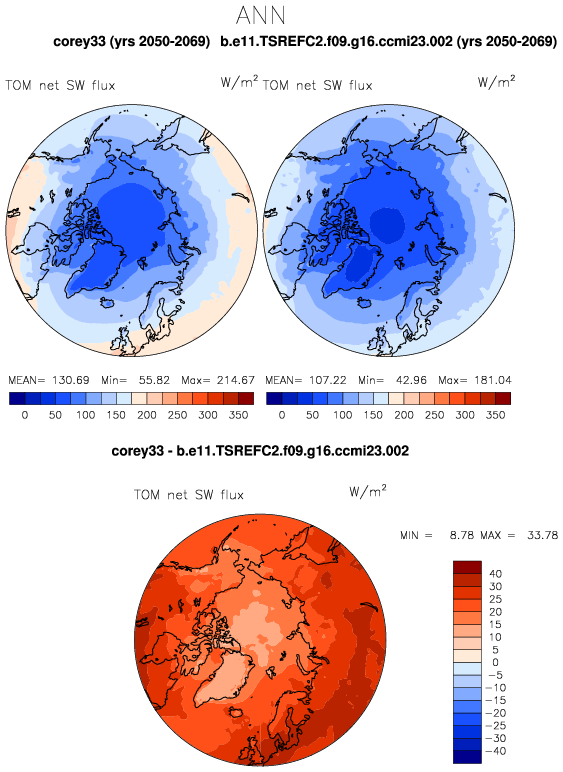 ANN
corey33 (yrs 2050-2069) b.e11.TSREFC2.f09.g16.ccmi23.002 (yrs 2050-2069)
TOM net SW flux W/m² TOM net SW flux W/m²
MEAN= 130.69 Min= 55.82 Max= 214.67 MEAN= 107.22 Min= 42.96 Max= 181.04
0 50 100 150 200 250 300 350 0 50 100 150 200 250 300 350
corey33 - b.e11.TSREFC2.f09.g16.ccmi23.002
TOM net SW flux W/m²
MIN = 8.78 MAX = 33.78
40
30
25
20
15
10
5
0
−5
−10
−15
−20
−25
−30
−40